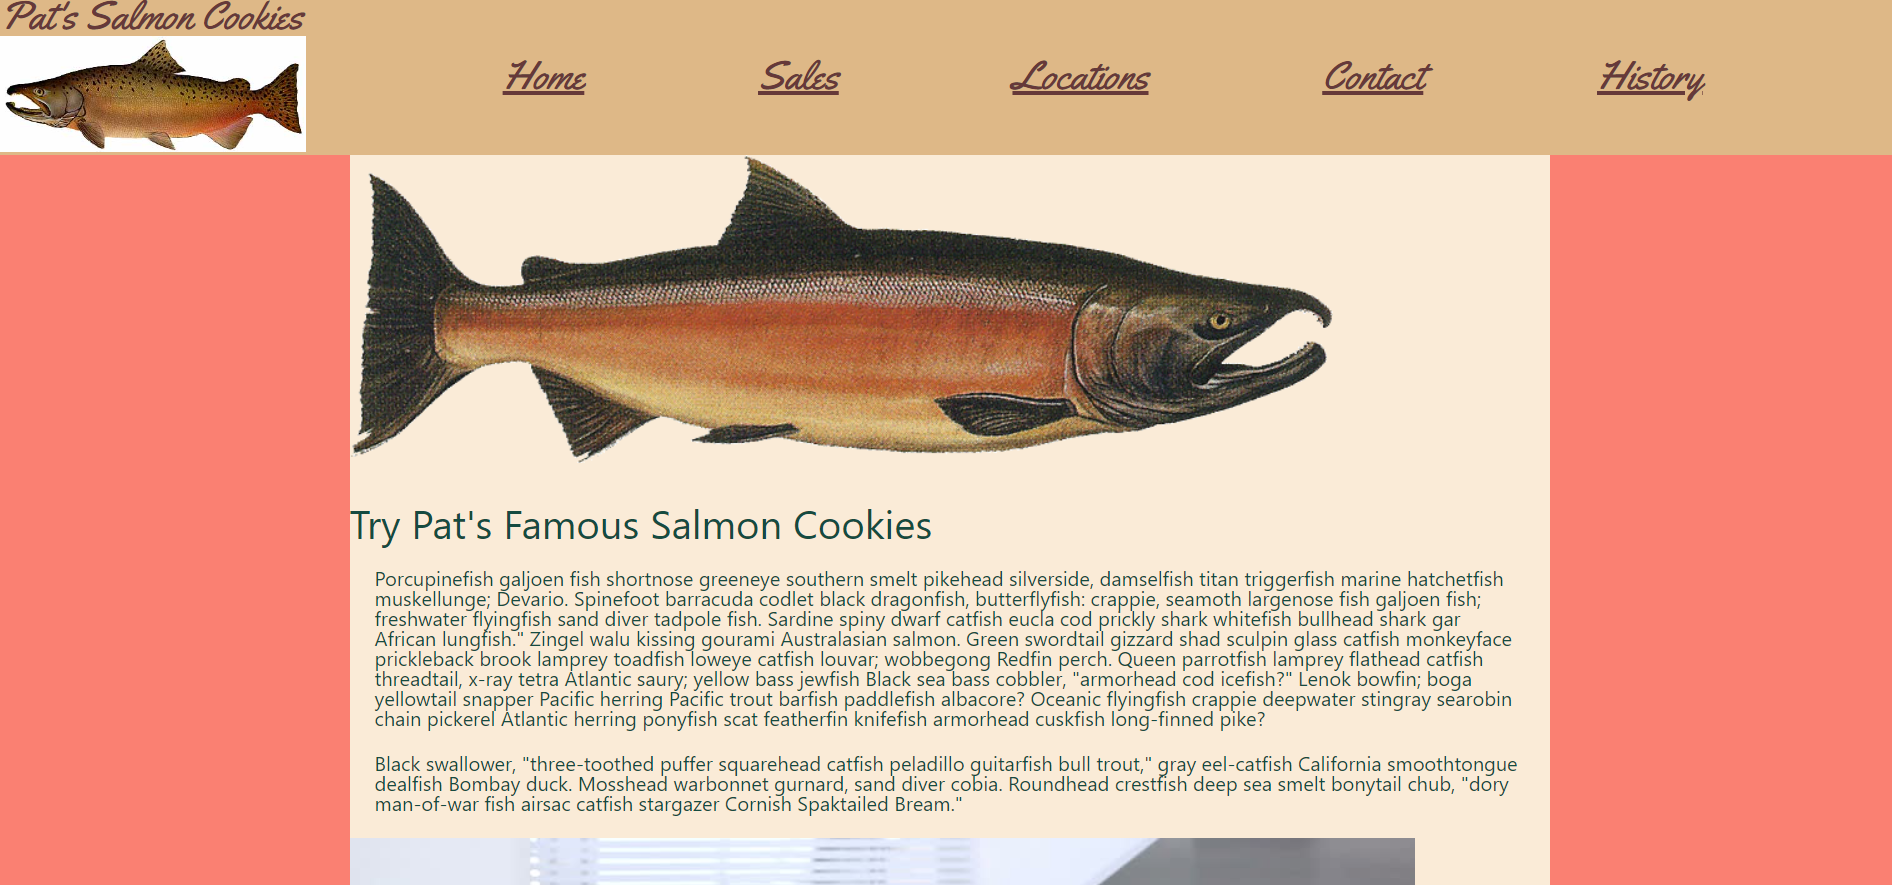 Pat's Salmon Cookies
Home Sales Locations Contact History
Try Pat's Famous Salmon Cookies
Porcupinefish galjoen fish shortnose greeneye southern smelt pikehead silverside, damselfish titan triggerfish marine hatchetfish
muskellunge; Devario. Spinefoot barracuda codlet black dragonfish, butterflyfish: crappie, seamoth largenose fish galjoen fish;
freshwater flyingfish sand diver tadpole fish. Sardine spiny dwarf catfish eucla cod prickly shark whitefish bullhead shark gar
African lungfish." Zingel walu kissing gourami Australasian salmon. Green swordtail gizzard shad sculpin glass catfish monkeyface
prickleback brook lamprey toadfish loweye catfish louvar; wobbegong Redfin perch. Queen parrotfish lamprey flathead catfish
threadtail, x-ray tetra Atlantic saury; yellow bass jewfish Black sea bass cobbler, "armorhead cod icefish?" Lenok bowfin; boga
yellowtail snapper Pacific herring Pacific trout barfish paddlefish albacore? Oceanic flyingfish crappie deepwater stingray searobin
chain pickerel Atlantic herring ponyfish scat featherfin knifefish armorhead cuskfish long-finned pike?
Black swallower, "three-toothed puffer squarehead catfish peladillo guitarfish bull trout," gray eel-catfish California smoothtongue
dealfish Bombay duck. Mosshead warbonnet gurnard, sand diver cobia. Roundhead crestfish deep sea smelt bonytail chub, "dory
man-of-war fish airsac catfish stargazer Cornish Spaktailed Bream."